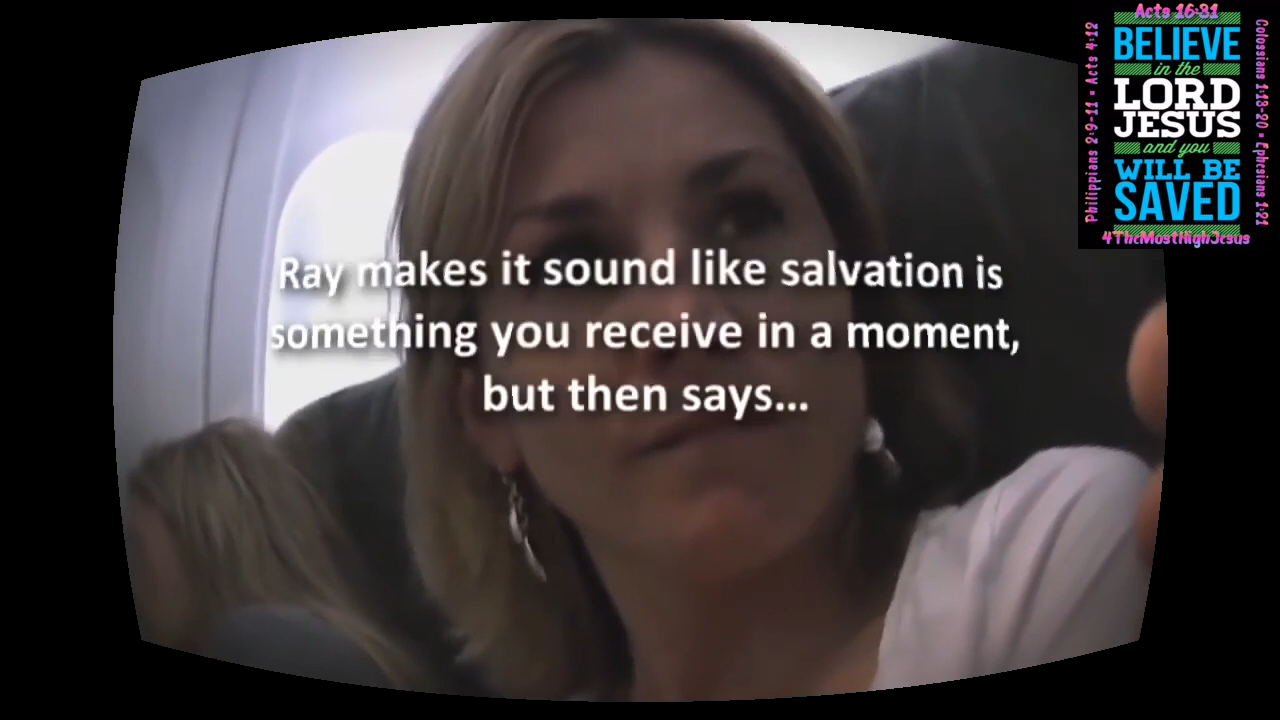 Ray makes it sound like salvation is
something you receive in a moment,
but then says...
Acts 16:31
BELIEVE
in the
LORD
JESUS
and you
WILL BE
SAVED
4TheMostHighJesus
Philippians 2:9-11 • Acts 4:12
Colossians 1:13-20 • Ephesians 1:21